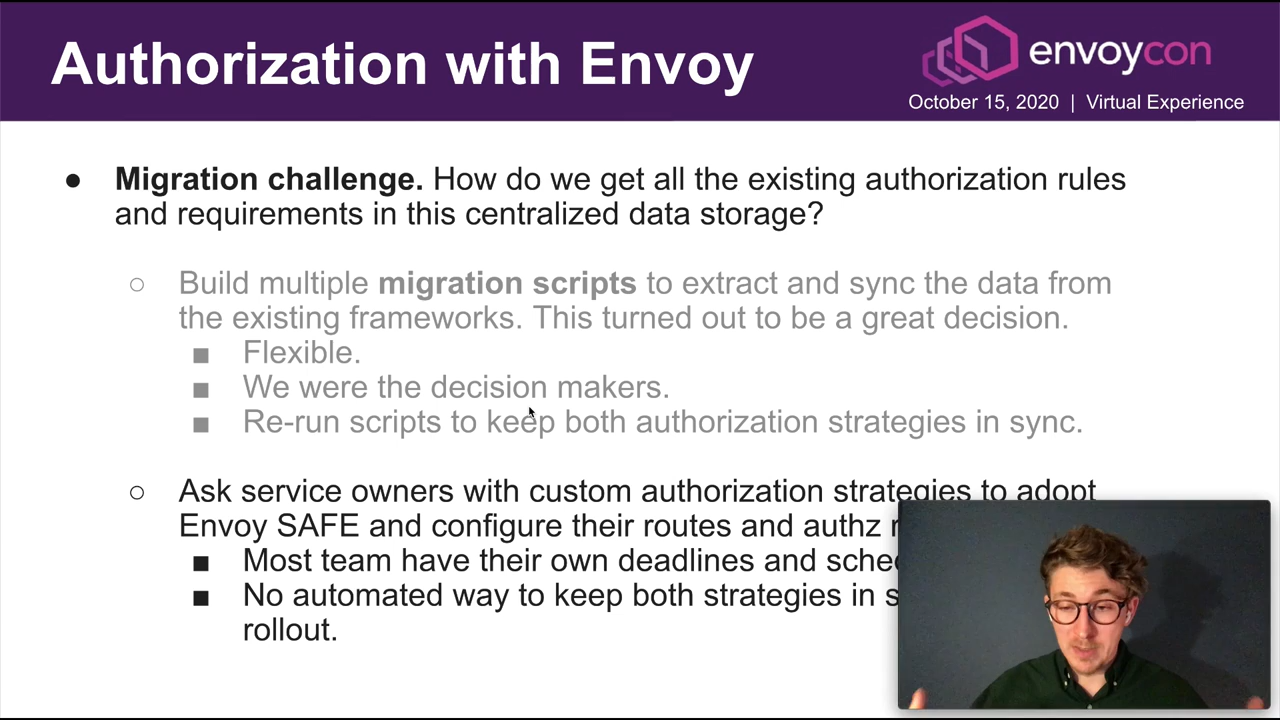 Authorization with Envoy
envoycon
October 15, 2020 | Virtual Experience
● Migration challenge. How do we get all the existing authorization rules
and requirements in this centralized data storage?
○ Build multiple migration scripts to extract and sync the data from
the existing frameworks. This turned out to be a great decision.
■ Flexible.
■ We were the decision makers.
■ Re-run scripts to keep both authorization strategies in sync.
○ Ask service owners with custom authorization strategies to adopt
Envoy SAFE and configure their routes and authz
■ Most team have their own deadlines and
■ No automated way to keep both strategies in
rollout.